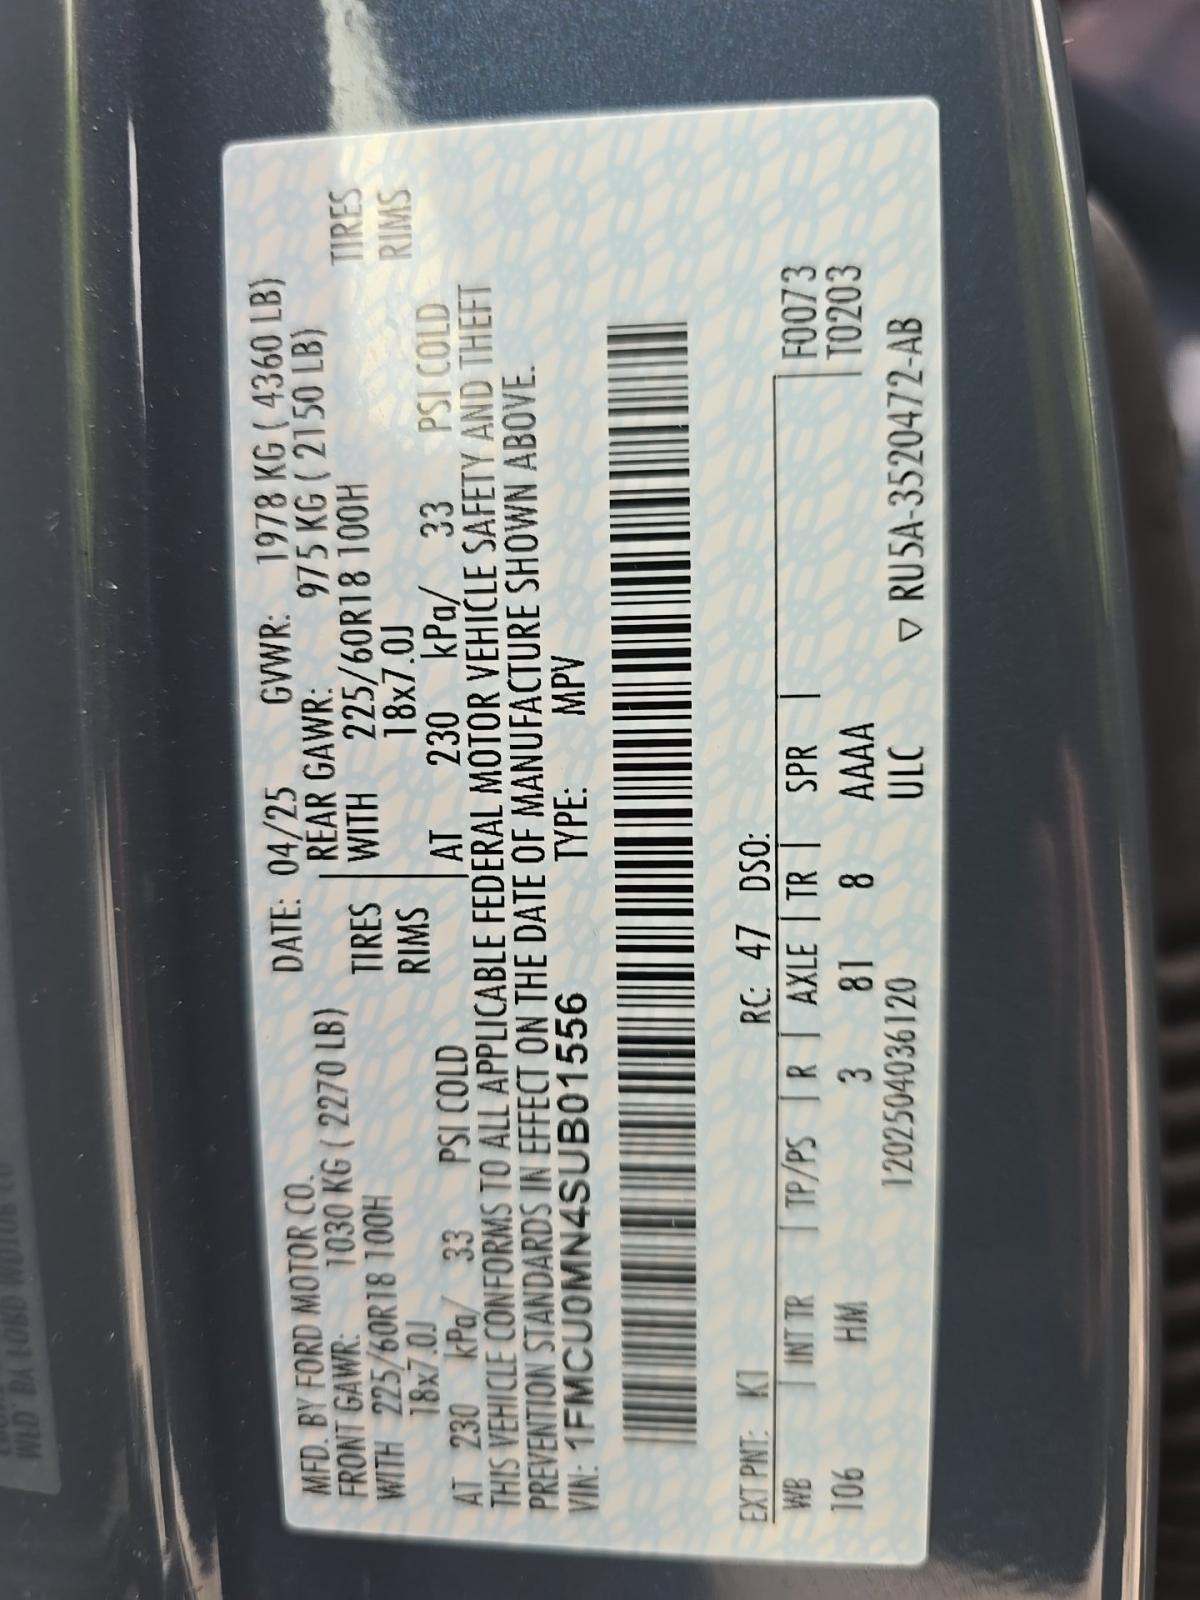 MFD. BY FORD MOTOR CO. DATE: 04/25 GVWR: 1978 KG ( 4360 LB)
FRONT GAWR: 1030 KG ( 2270 LB) REAR GAWR: 975 KG ( 2150 LB)
WITH 225/60R18 100H TIRES WITH 225/60R18 100H TIRES
18x7.0J RIMS 18x7.0J RIMS
AT 230 kPa/ 33 PSI COLD AT 230 kPa/ 33 PSI COLD
THIS VEHICLE CONFORMS TO ALL APPLICABLE FEDERAL MOTOR VEHICLE SAFETY AND THEFT
PREVENTION STANDARDS IN EFFECT ON THE DATE OF MANUFACTURE SHOWN ABOVE.
VIN: 1FMCU0MN4SUB01556 TYPE: MPV
EXT PNT: K1 RC: 47 DSO:
WB | INT TR | TP/PS | R | AXLE | TR | SPR | F0073
106 HM 3 81 8 AAAA T0203
120250403612​0 ULC ▽ RU5A-3520472-AB